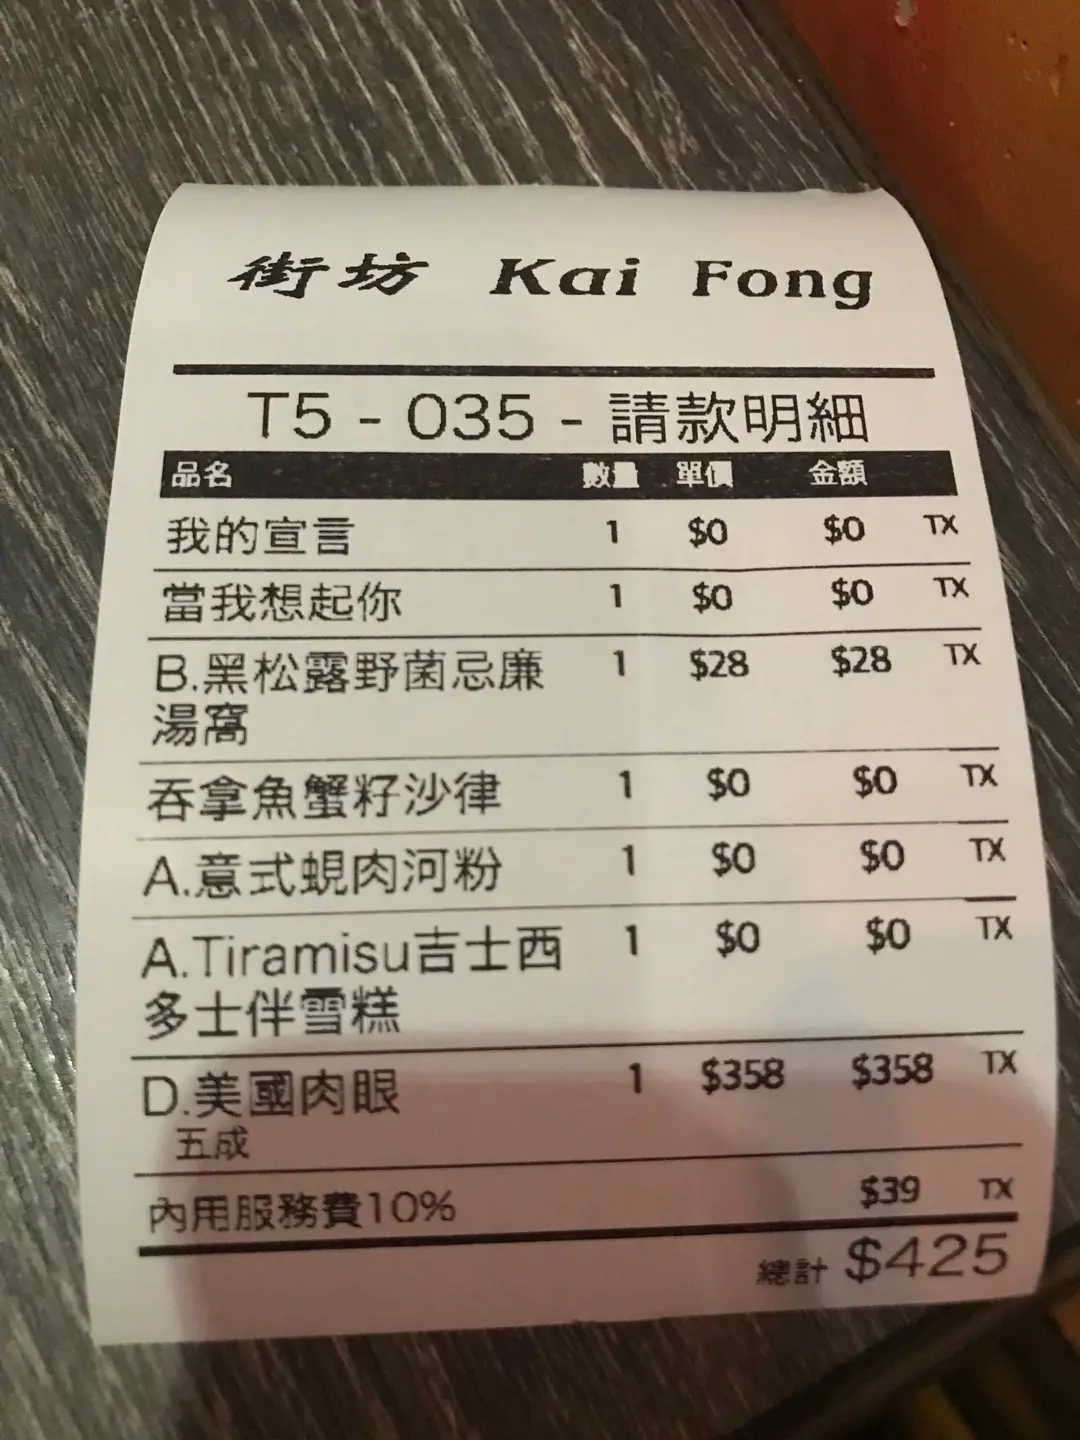 街坊 Kai Fong
T5 - 035 - 請款明細
品名 數量 單價 金額
我的宣言 1 $0 $0 TX
當我想起你 1 $0 $0 TX
B.黑松露野菌忌廉 1 $28 $28 TX
湯窩
吞拿魚蟹籽沙律 1 $0 $0 TX
A.意式蜆肉河粉 1 $0 $0 TX
A.Tiramisu吉士西 1 $0 $0 TX
多士伴雪糕
D.美國肉眼 1 $358 $358 TX
五成
內用服務費10% $39 TX
總計 $425